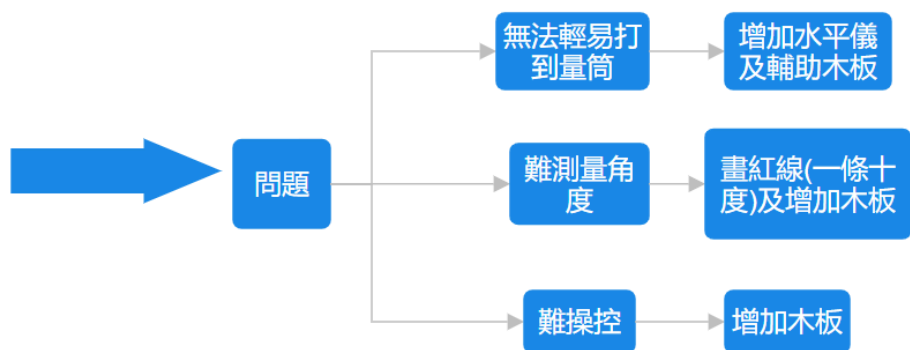 無法輕易打
到量筒
增加水平儀
及輔助木板
問題
難測量角
度
畫紅線(一條十
度)及增加木板
難操控
增加木板